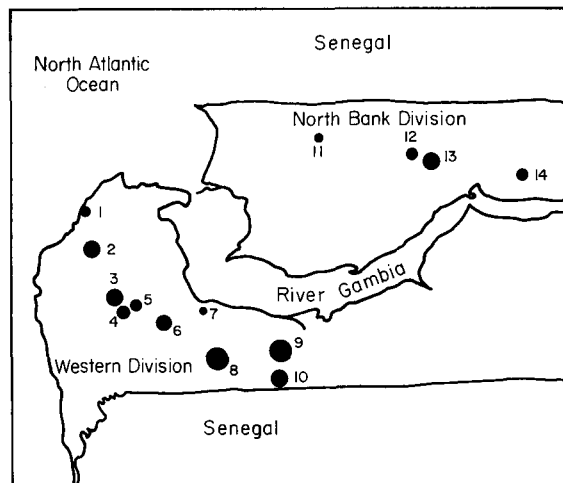 Senegal
North Atlantic
Ocean
North Bank Division
11
12
13
14
1
2
3
4
5
6
7
River Gambia
8
9
10
Western Division
Senegal